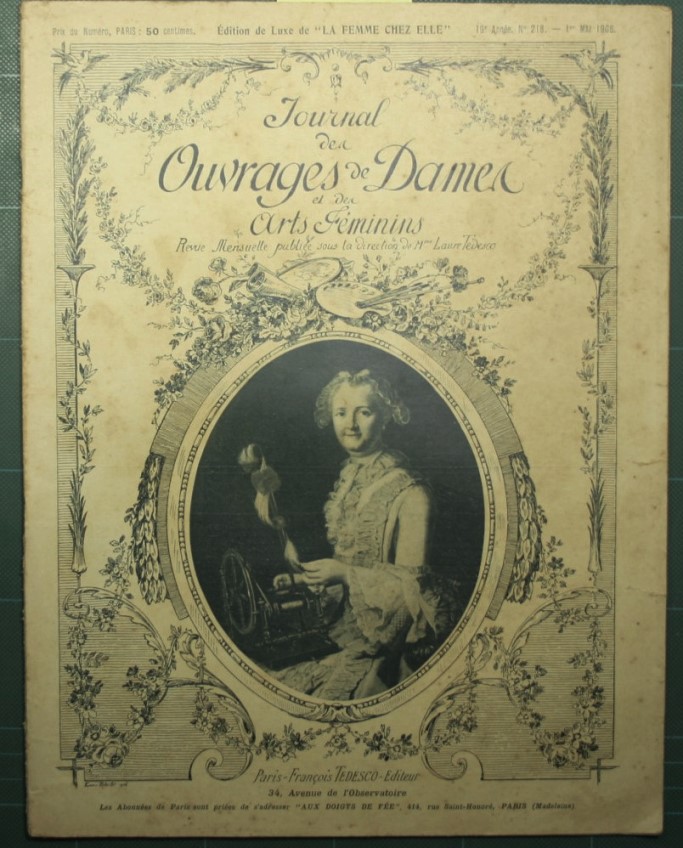 Prix du Numéro, PARIS : 50 centimes. Édition de Luxe de "LA FEMME CHEZ ELLE" N° 218. — 1er MAI 1908.
Journal
des
Ouvrages de Dames
et des
Arts Féminins
Revue Mensuelle publiée sous la direction de Mme Laure Tedesco
Paris-François TEDESCO-Editeur
34, Avenue de l'Observatoire
Les Abonnées de Paris sont priées de s'adresser "AUX DOIGTS DE FÉE", rue Saint-Honoré, -PARIS (Madeleine)